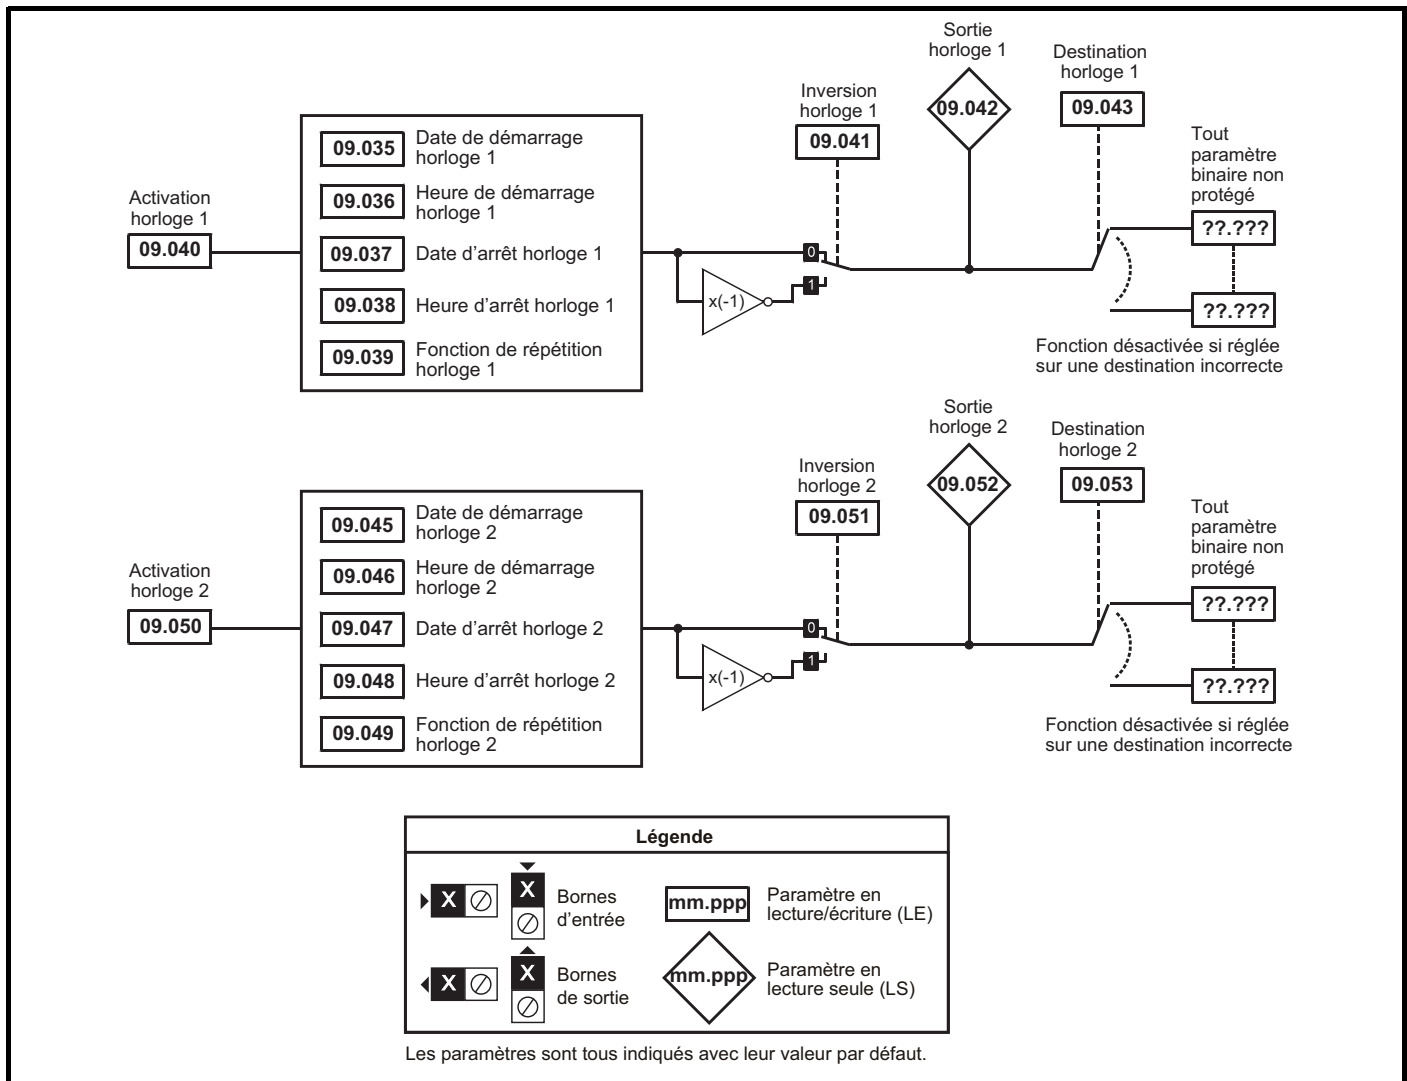 Sortie
horloge 1
Destination
horloge 1
Inversion
horloge 1
09.042
09.043
09.041
Tout
paramètre
binaire non
protégé
09.035
Date de démarrage
horloge 1
Activation
horloge 1
09.036
Heure de démarrage
horloge 1
??.???
09.040
09.037
Date d'arrêt horloge 1
0
1
x(-1)
09.038
Heure d'arrêt horloge 1
??.???
09.039
Fonction de répétition
horloge 1
Fonction désactivée si réglée
sur une destination incorrecte
Sortie
horloge 2
Destination
horloge 2
Inversion
horloge 2
09.052
09.053
09.051
Tout
paramètre
binaire non
protégé
09.045
Date de démarrage
horloge 2
Activation
horloge 2
09.046
Heure de démarrage
horloge 2
??.???
09.050
09.047
Date d'arrêt horloge 2
0
1
x(-1)
09.048
Heure d'arrêt horloge 2
??.???
09.049
Fonction de répétition
horloge 2
Fonction désactivée si réglée
sur une destination incorrecte
Légende
X
X
Bornes
d'entrée
mm.ppp
Paramètre en
lecture/écriture (LE)
X
X
Bornes
de sortie
mm.ppp
Paramètre en
lecture seule (LS)
Les paramètres sont tous indiqués avec leur valeur par défaut.